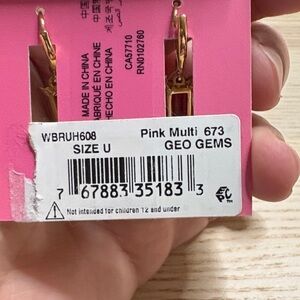 MADE IN CHINA
FABRIQUÉ EN CHINE
HECHO EN CHINA
CA57710
RN0102760
WBRUH608
SIZE U
Pink Multi 673
GEO GEMS
7 67883 35183 3
Not intended for children 12 and under